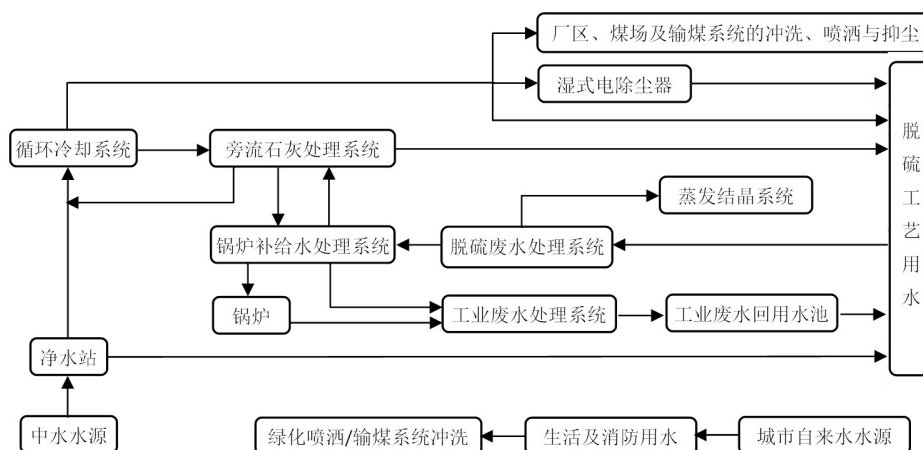 厂区、煤场及输煤系统的冲洗、喷洒与抑尘
湿式电除尘器
脱硫工艺用水
循环冷却系统
旁流石灰处理系统
蒸发结晶系统
锅炉补给水处理系统
脱硫废水处理系统
锅炉
工业废水处理系统
工业废水回用水池
净水站
中水水源
绿化喷洒/输煤系统冲洗
生活及消防用水
城市自来水水源